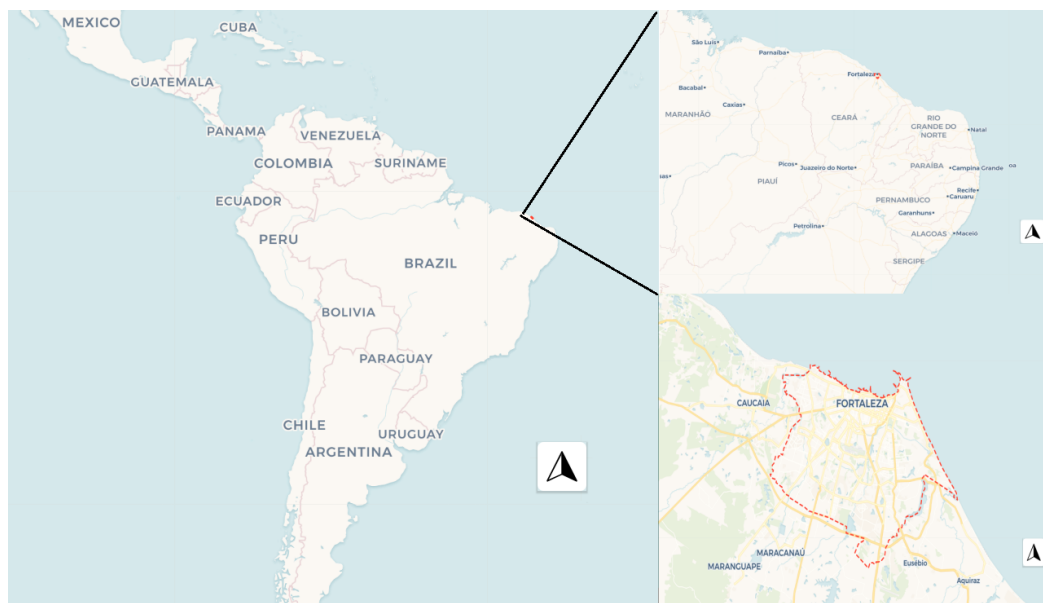 MEXICO
CUBA
GUATEMALA
PANAMA
VENEZUELA
COLOMBIA
SURINAME
ECUADOR
PERU
BRAZIL
BOLIVIA
PARAGUAY
CHILE
URUGUAY
ARGENTINA
São Luís
Parnaíba
Fortaleza
Bacabal
Caxias
MARANHÃO
CEARÁ
RIO
GRANDE DO
NORTE
Natal
Picos
Juazeiro do Norte
PARAÍBA
Campina Grande
PIAUÍ
Recife
PERNAMBUCO
Caruaru
Garanhuns
Petrolina
ALAGOAS
Maceió
SERGIPE
CAUCAIA
FORTALEZA
MARACANAÚ
MARANGUAPE
Eusébio
Aquiraz